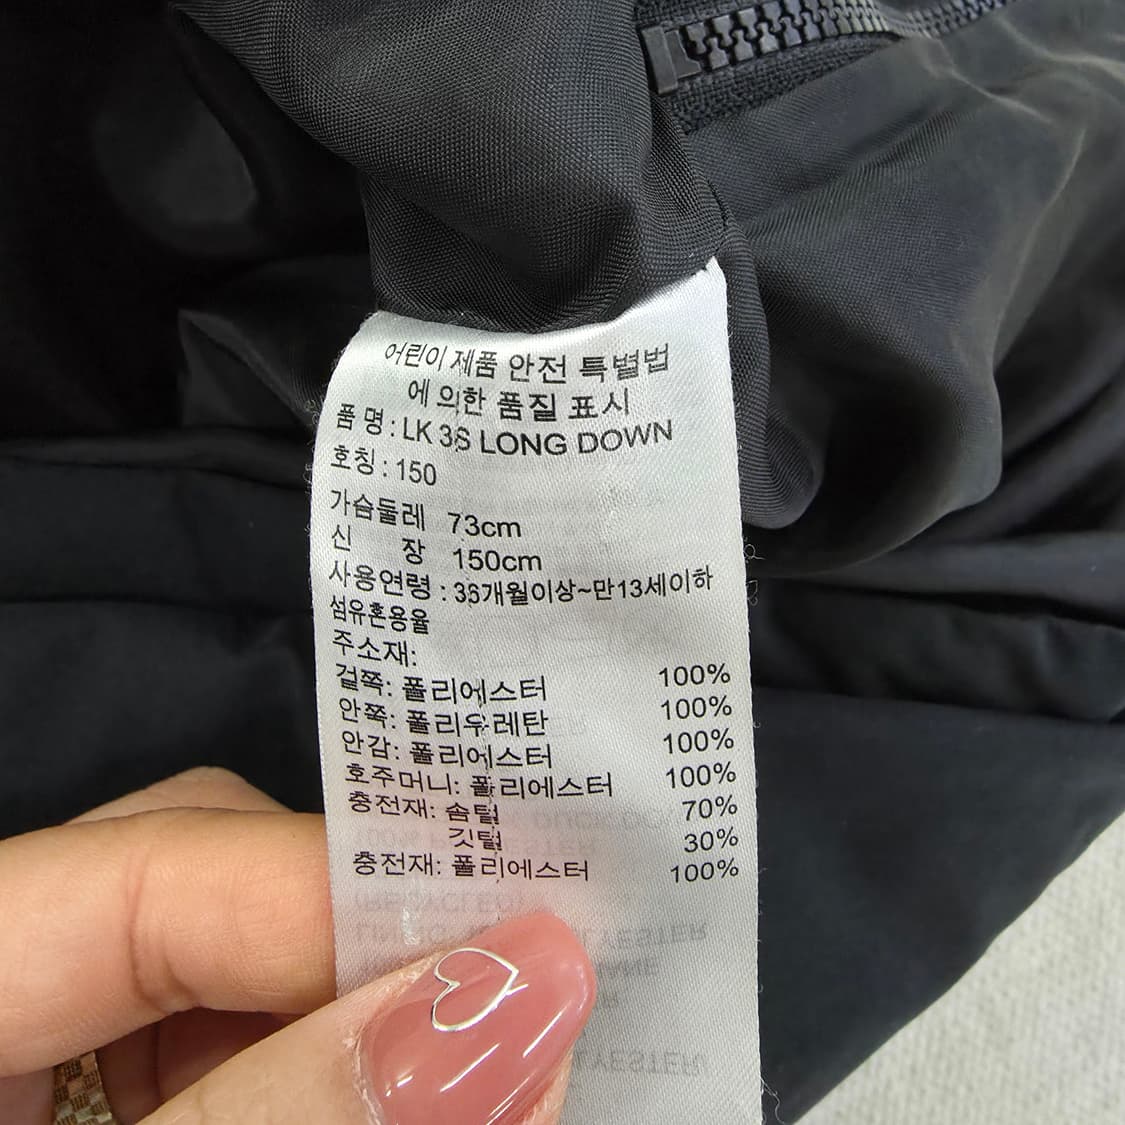 어린이 제품 안전 특별법
에 의한 품질 표시
품 명 : LK 3S LONG DOWN
호칭 : 150
가슴둘레 73cm
신 장 150cm
사용연령 : 36개월이상~만13세이하
섬유혼용율
주소재:
겉쪽: 폴리에스터 100%
안쪽: 폴리우레탄 100%
안감: 폴리에스터 100%
호주머니: 폴리에스터 100%
충전재: 솜털 70%
깃털 30%
충전재: 폴리에스터 100%